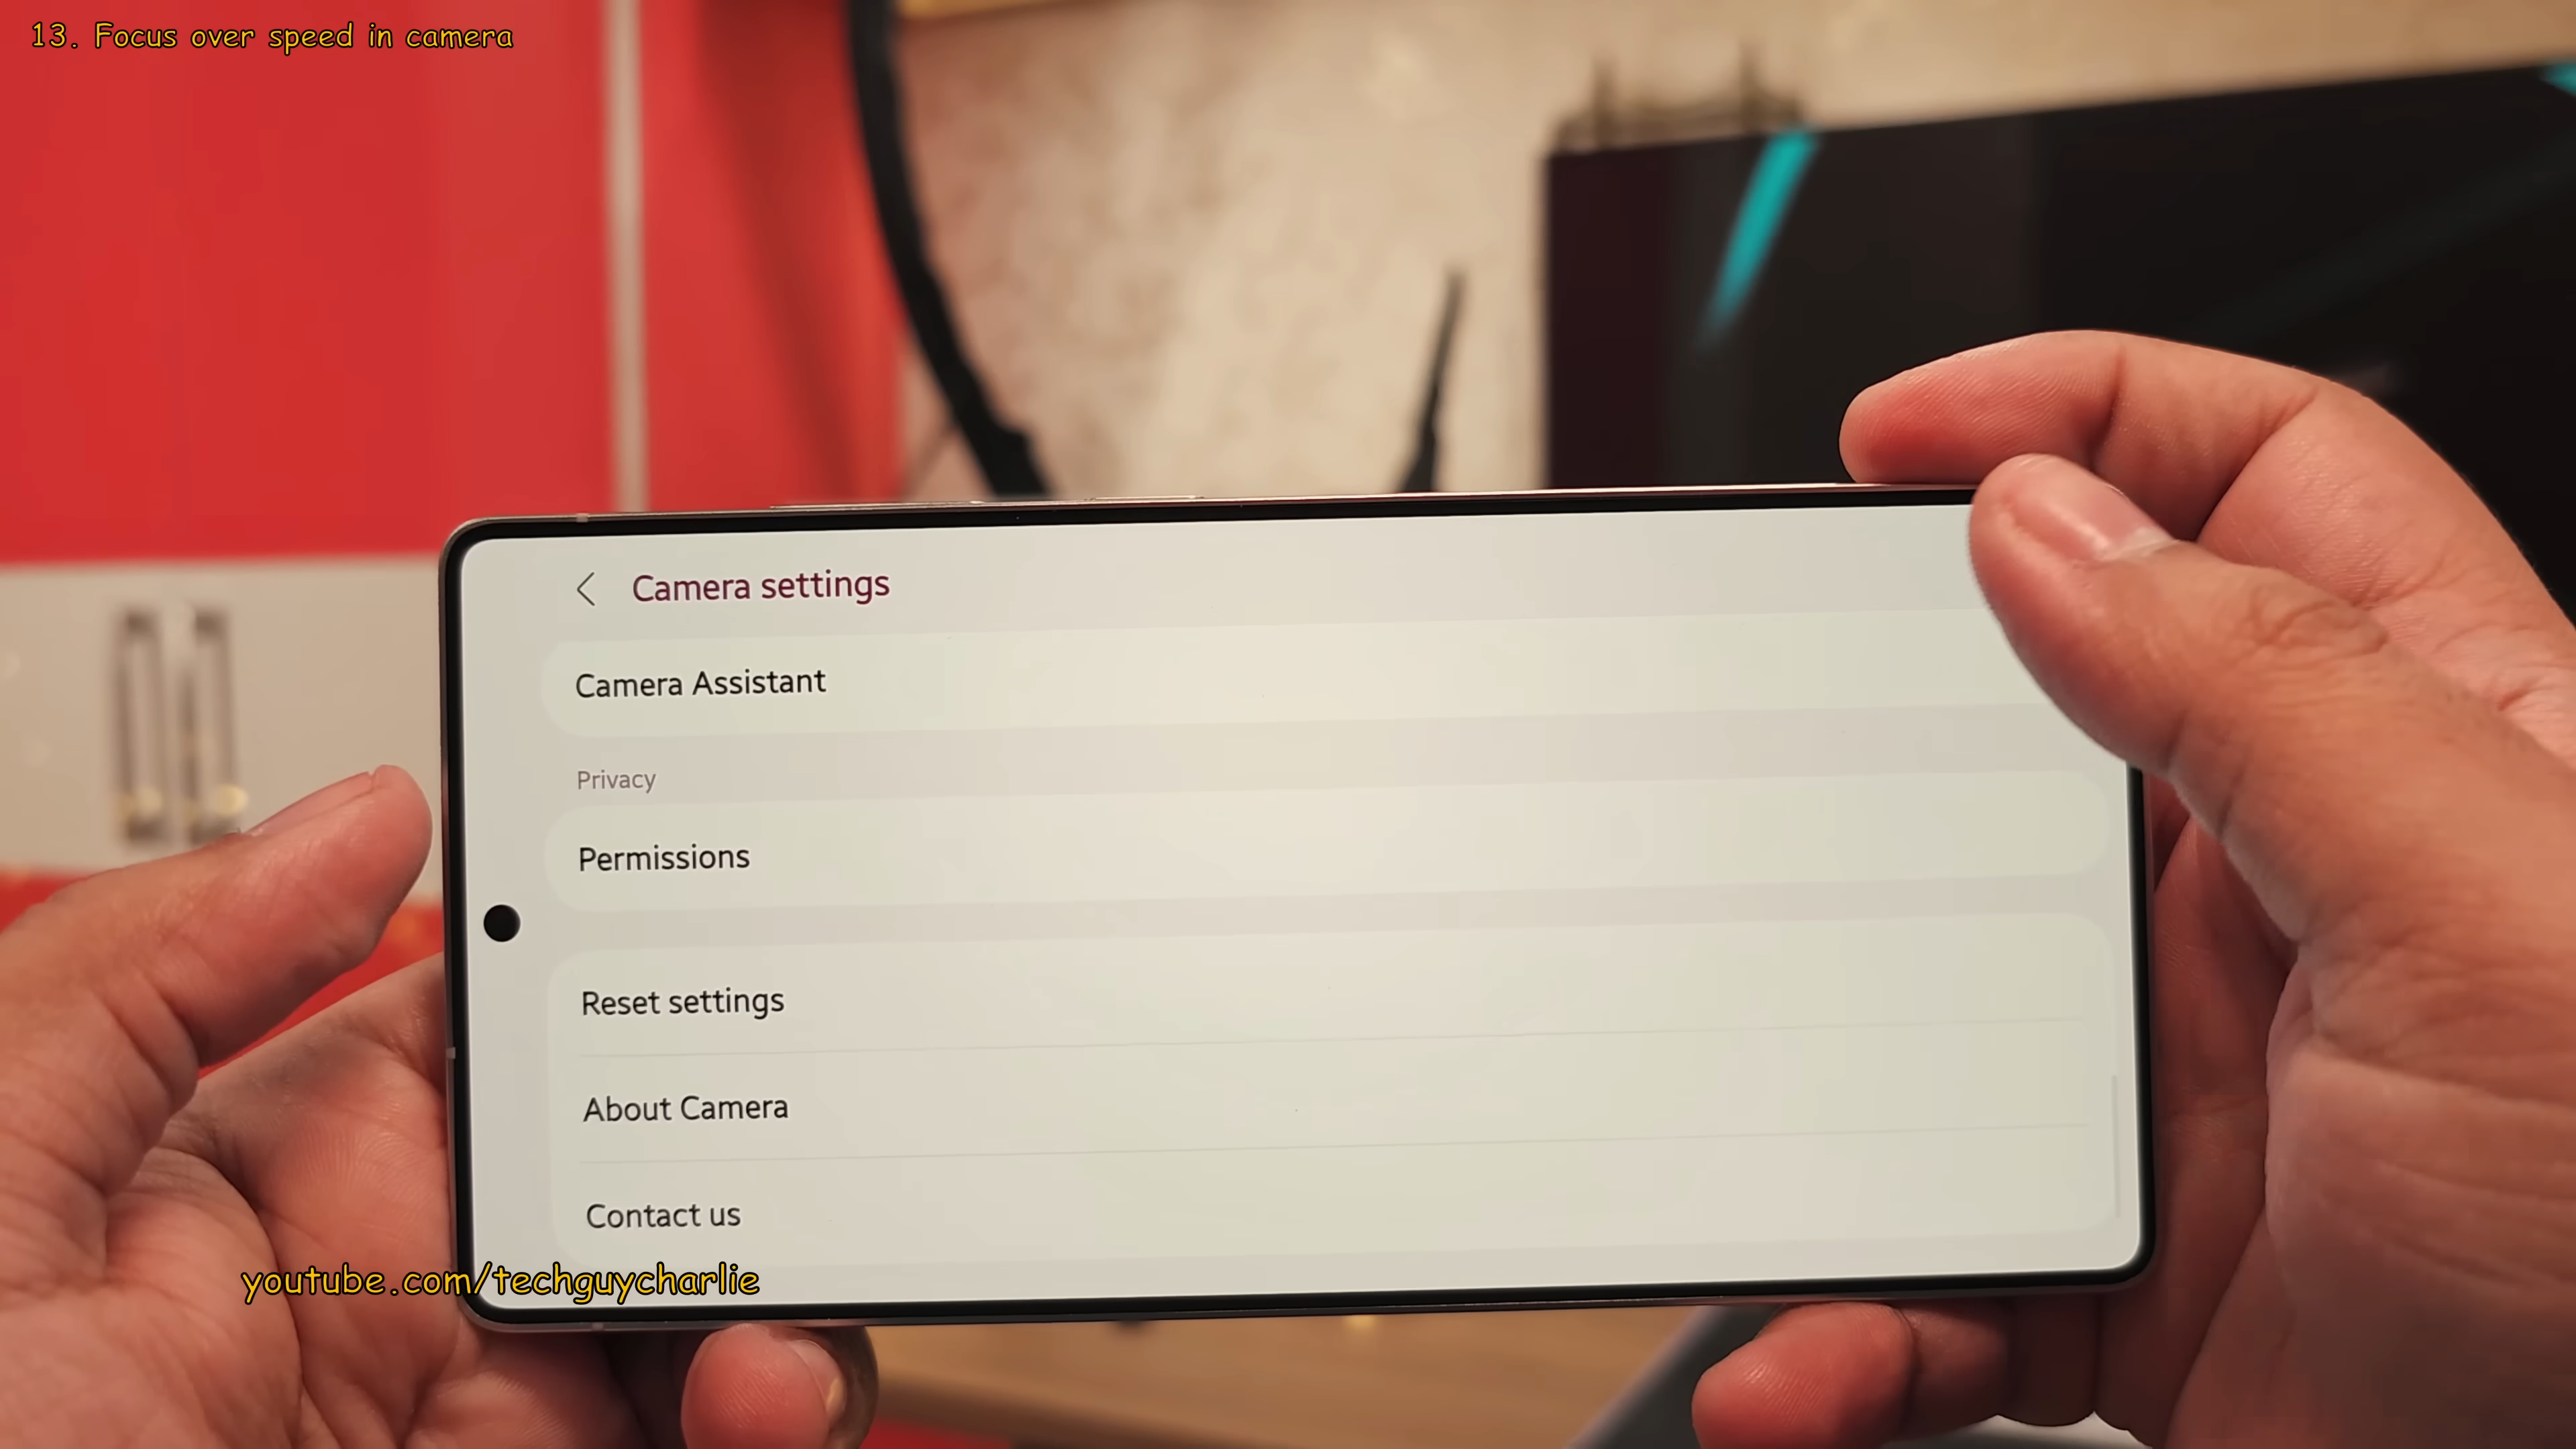 13. Focus over speed in camera
Camera settings
Camera Assistant
Privacy
Permissions
Reset settings
About Camera
Contact us
youtube.com/techguycharlie